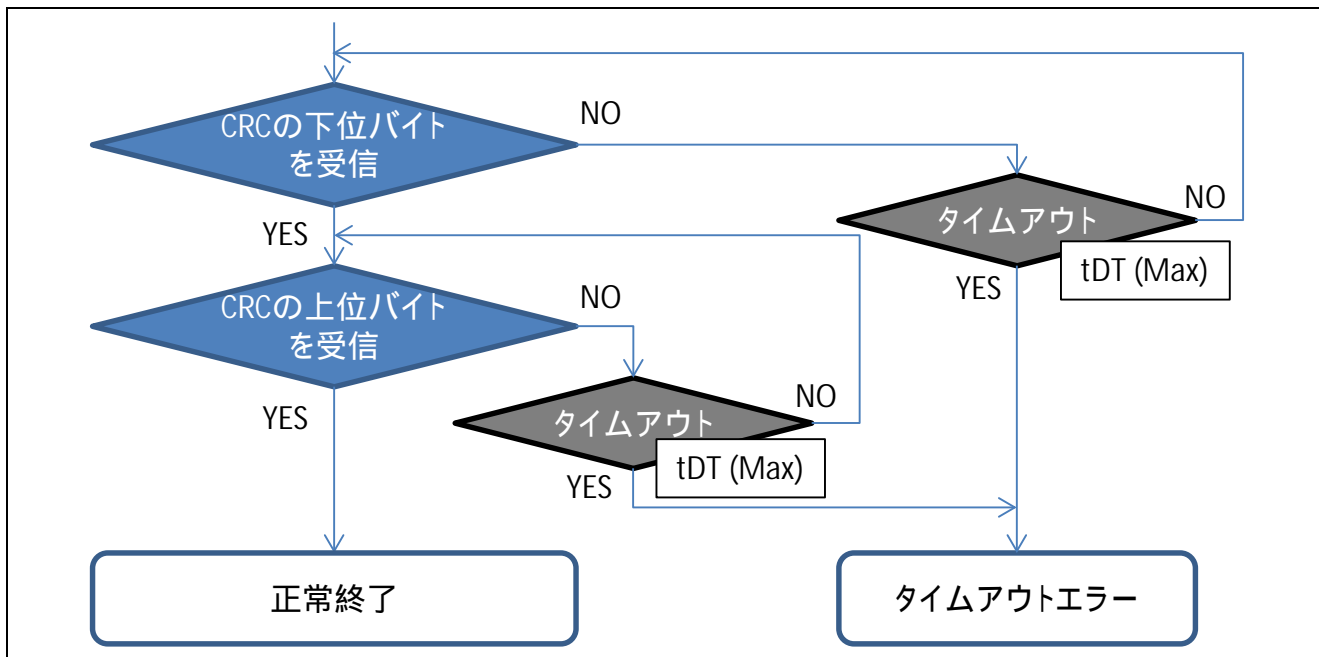 CRCの下位バイト
を受信
NO
YES
タイムアウト
NO
tDT (Max)
YES
CRCの上位バイト
を受信
NO
YES
タイムアウト
NO
tDT (Max)
YES
正常終了
タイムアウトエラー